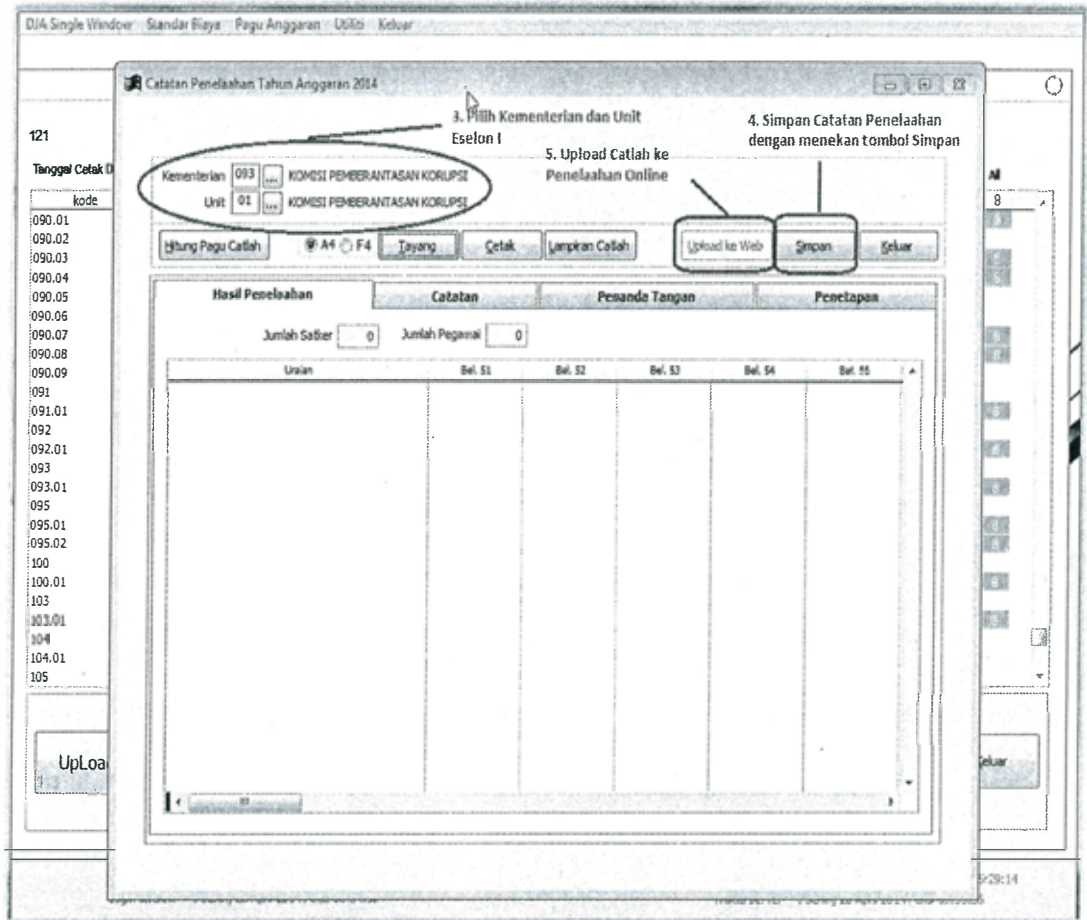 DJA Single Window Standar Biaya Pagu Anggaran Utiliti Keluar
Catatan Penelaahan Tahun Anggaran 2014
3. Pilih Kementerian dan Unit
Eselon I
4. Simpan Catatan Penelaahan
dengan menekan tombol Simpan
5. Upload Catlah ke
Penelaahan Online
121
Tanggal Cetak D
All
Kementerian 093 ... KOMISI PEMBERANTASAN KORUPSI
Unit 01 ... KOMISI PEMBERANTASAN KORUPSI
kode
8
Hitung Pagu Catlah A4 F4 Tayang Cetak Lampiran Catlah Upload ke Web Simpan Keluar
Hasil Penelaahan Catatan Penanda Tangan Penetapan
Jumlah Satker 0 Jumlah Pegawai 0
Uraian Bel. 51 Bel. 52 Bel. 53 Bel. 54 Bel. 55
090.01
090.02
090.03
090.04
090.05
090.06
090.07
090.08
090.09
091
091.01
092
092.01
093
093.01
095
095.01
095.02
100
100.01
103
103.01
104
104.01
105
UpLoa
Keluar
9:29:14